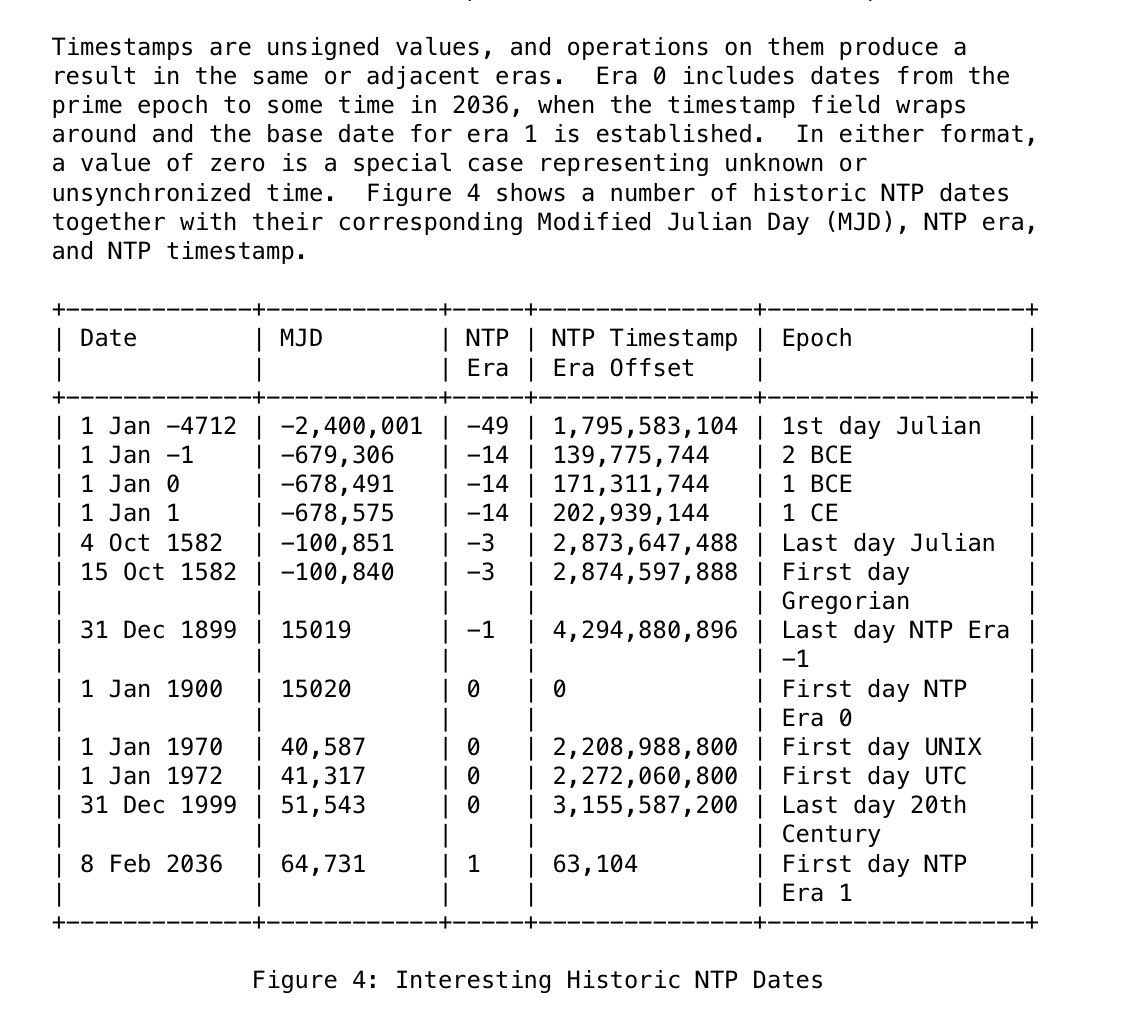 Timestamps are unsigned values, and operations on them produce a
result in the same or adjacent eras.  Era 0 includes dates from the
prime epoch to some time in 2036, when the timestamp field wraps
around and the base date for era 1 is established.  In either format,
a value of zero is a special case representing unknown or
unsynchronized time.  Figure 4 shows a number of historic NTP dates
together with their corresponding Modified Julian Day (MJD), NTP era,
and NTP timestamp.

+-------------+------------+-----+---------------+------------------+
| Date        | MJD        | NTP | NTP Timestamp | Epoch            |
|             |            | Era | Era Offset    |                  |
+-------------+------------+-----+---------------+------------------+
| 1 Jan -4712 | -2,400,001 | -49 | 1,795,583,104 | 1st day Julian   |
| 1 Jan -1    | -679,306   | -14 | 139,775,744   | 2 BCE            |
| 1 Jan 0     | -678,491   | -14 | 171,311,744   | 1 BCE            |
| 1 Jan 1     | -678,575   | -14 | 202,939,144   | 1 CE             |
| 4 Oct 1582  | -100,851   | -3  | 2,873,647,488 | Last day Julian  |
| 15 Oct 1582 | -100,840   | -3  | 2,874,597,888 | First day        |
|             |            |     |               | Gregorian        |
| 31 Dec 1899 | 15019      | -1  | 4,294,880,896 | Last day NTP Era |
|             |            |     |               | -1               |
| 1 Jan 1900  | 15020      | 0   | 0             | First day NTP    |
|             |            |     |               | Era 0            |
| 1 Jan 1970  | 40,587     | 0   | 2,208,988,800 | First day UNIX   |
| 1 Jan 1972  | 41,317     | 0   | 2,272,060,800 | First day UTC    |
| 31 Dec 1999 | 51,543     | 0   | 3,155,587,200 | Last day 20th    |
|             |            |     |               | Century          |
| 8 Feb 2036  | 64,731     | 1   | 63,104        | First day NTP    |
|             |            |     |               | Era 1            |
+-------------+------------+-----+---------------+------------------+

Figure 4: Interesting Historic NTP Dates